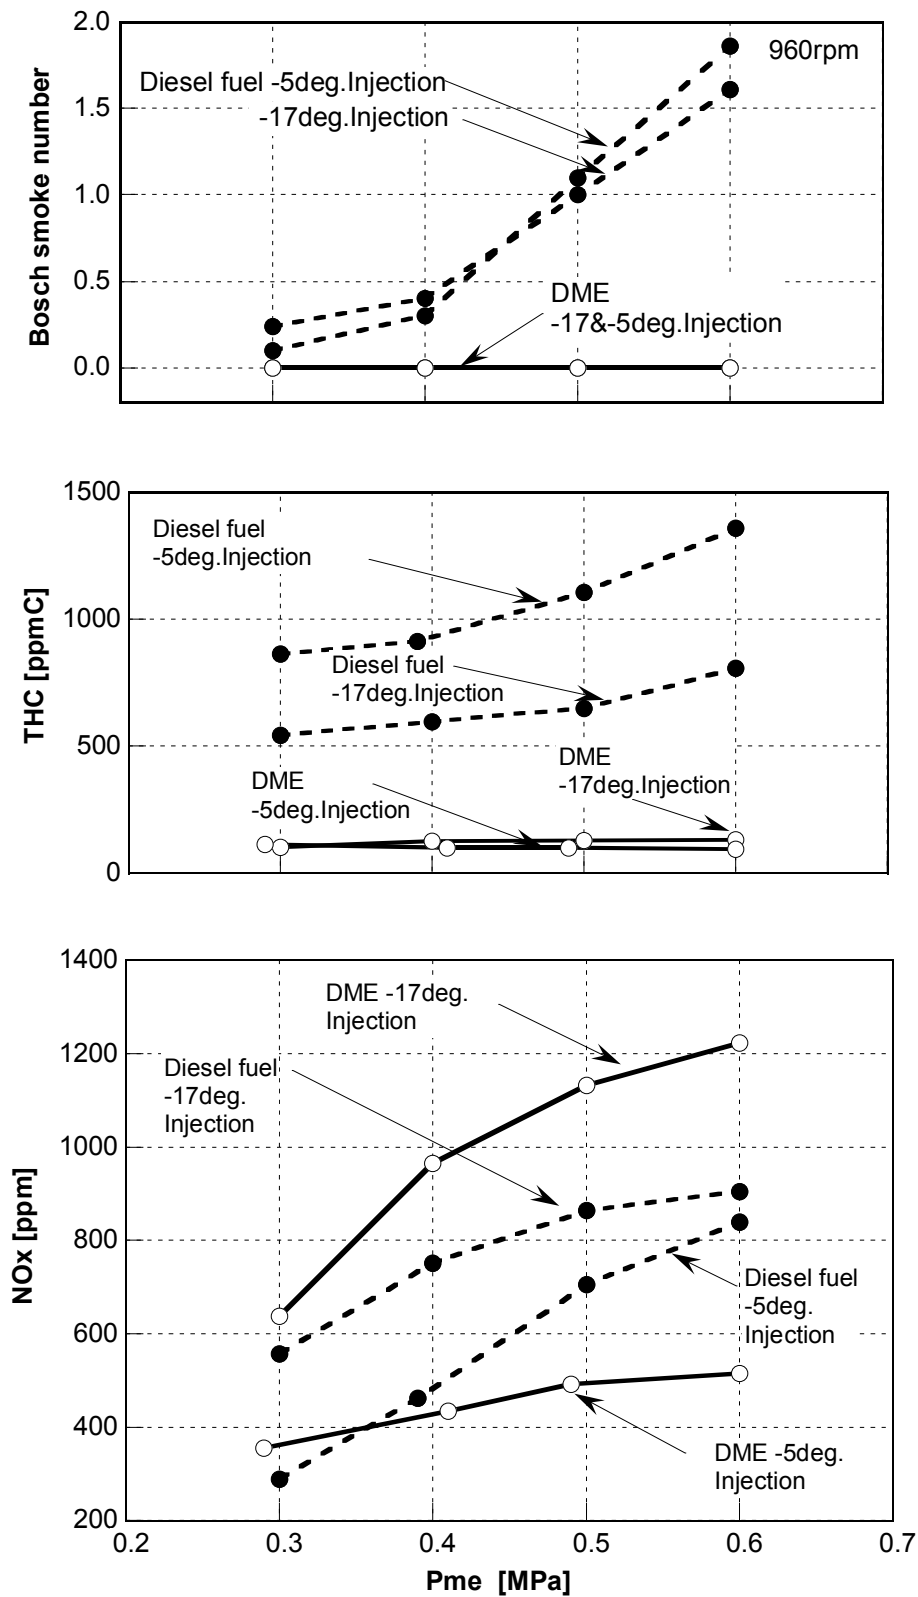 2.0
960rpm
Diesel fuel -5deg.Injection
1.5
-17deg.Injection
Bosch smoke number
1.0
0.5
DME
-17&-5deg.Injection
0.0
1500
Diesel fuel
-5deg.Injection
THC [ppmC]
1000
Diesel fuel
-17deg.Injection
500
DME
-17deg.Injection
DME
-5deg.Injection
0
1400
DME -17deg.
Injection
1200
Diesel fuel
-17deg.
Injection
1000
NOx [ppm]
800
Diesel fuel
-5deg.
Injection
600
400
DME -5deg.
Injection
200
0.2 0.3 0.4 0.5 0.6 0.7
Pme [MPa]